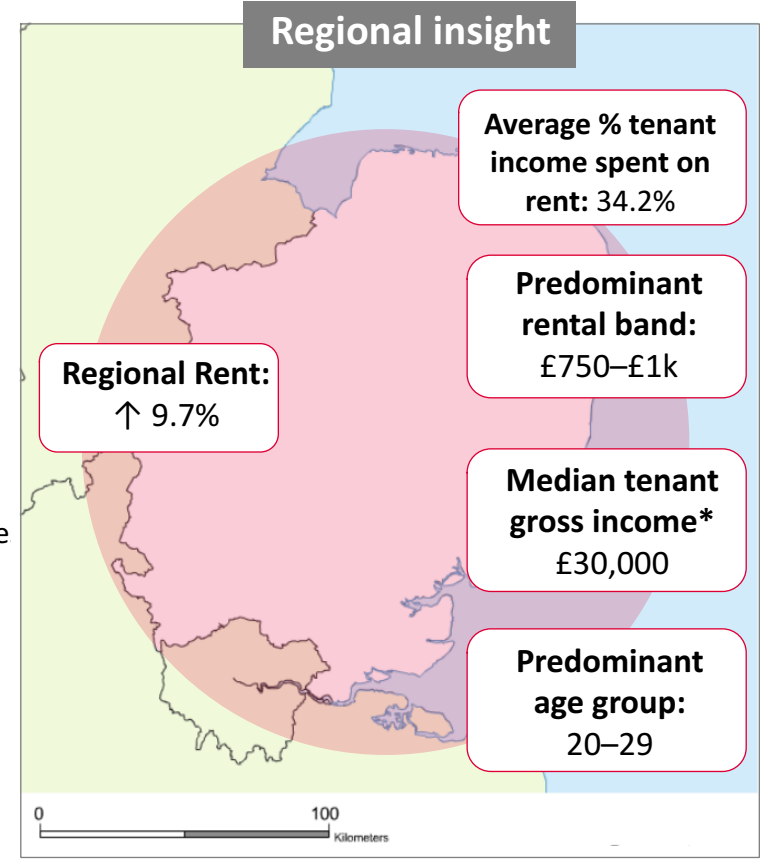 Regional insight
Average % tenant
income spent on
rent: 34.2%
Predominant
rental band:
£750–£1k
Regional Rent:
↑ 9.7%
Median tenant
gross income*
£30,000
e
Predominant
age group:
20–29
0 100
Kilometers